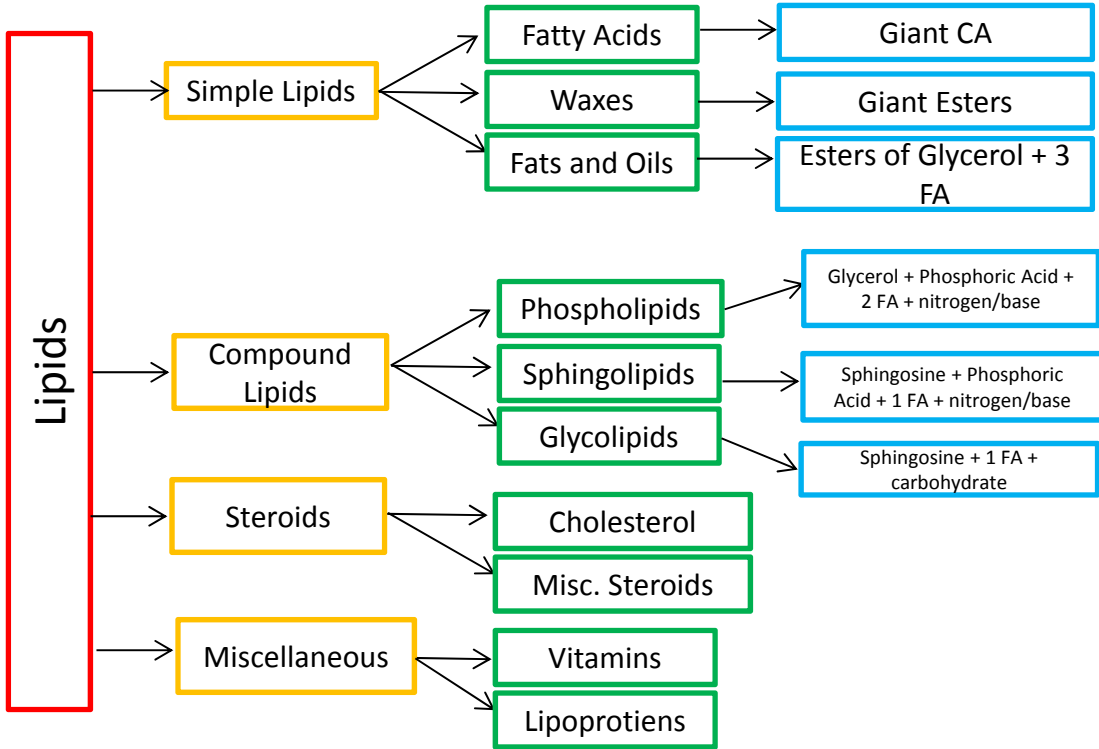 Lipids
Simple Lipids
Fatty Acids
Giant CA
Waxes
Giant Esters
Fats and Oils
Esters of Glycerol + 3
FA
Compound
Lipids
Phospholipids
Glycerol + Phosphoric Acid +
2 FA + nitrogen/base
Sphingolipids
Sphingosine + Phosphoric
Acid + 1 FA + nitrogen/base
Glycolipids
Sphingosine + 1 FA +
carbohydrate
Steroids
Cholesterol
Misc. Steroids
Miscellaneous
Vitamins
Lipoprotiens